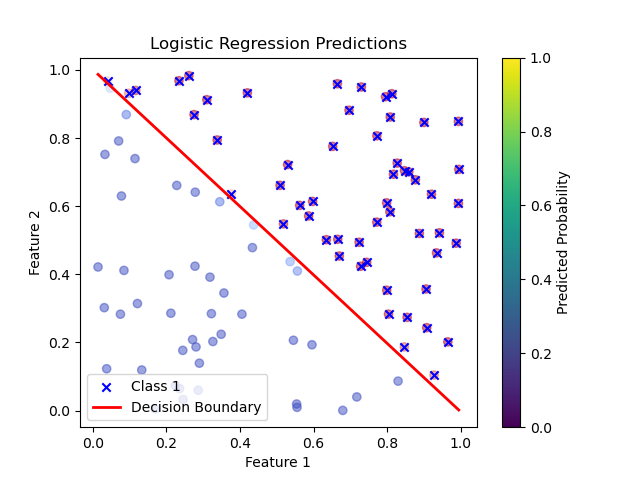 Logistic Regression Predictions
1.0
0.8
0.6
0.4
0.2
0.0
Feature 2
0.0 0.2 0.4 0.6 0.8 1.0
Feature 1
Class 1
Decision Boundary
1.0
0.8
0.6
0.4
0.2
0.0
Predicted Probability